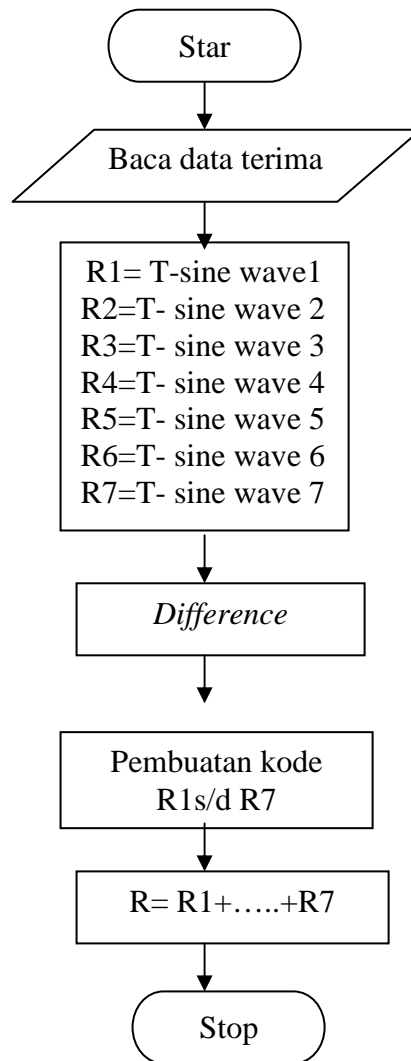 Star
Baca data terima
R1= T-sine wave1
R2=T- sine wave 2
R3=T- sine wave 3
R4=T- sine wave 4
R5=T- sine wave 5
R6=T- sine wave 6
R7=T- sine wave 7
Difference
Pembuatan kode
R1s/d R7
R= R1+…..+R7
Stop